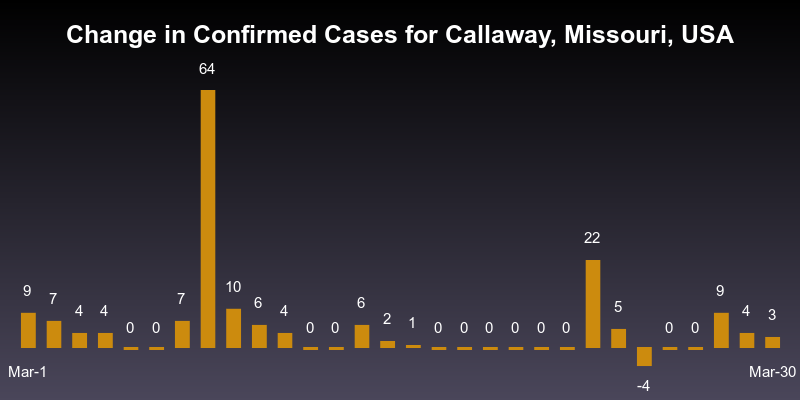 Change in Confirmed Cases for Callaway, Missouri, USA
64
22
10
9 7 4 4 0 0 7 6 4 0 0 6 2 1 0 0 0 0 0 0 5 0 0 9 4 3
Mar-1 Mar-30
-4